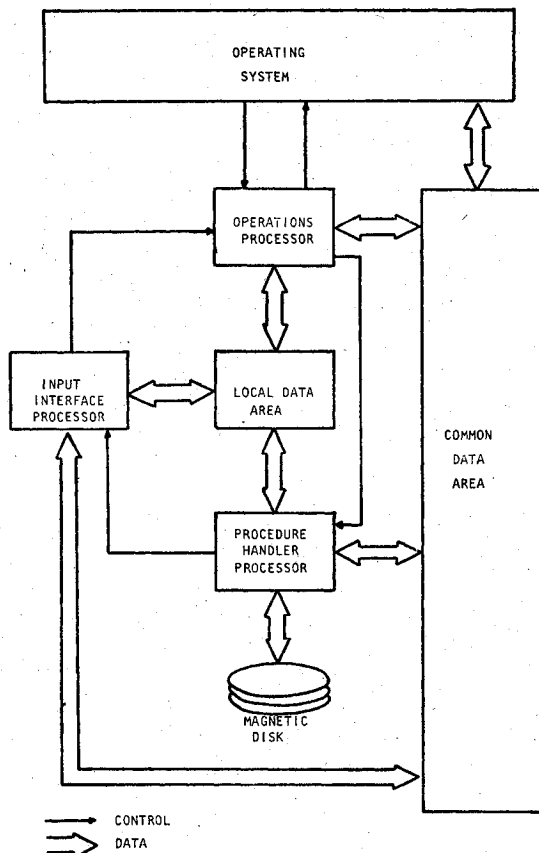 OPERATING
SYSTEM
OPERATIONS
PROCESSOR
INPUT
INTERFACE
PROCESSOR
LOCAL DATA
AREA
COMMON
DATA
AREA
PROCEDURE
HANDLER
PROCESSOR
MAGNETIC
DISK
CONTROL
DATA